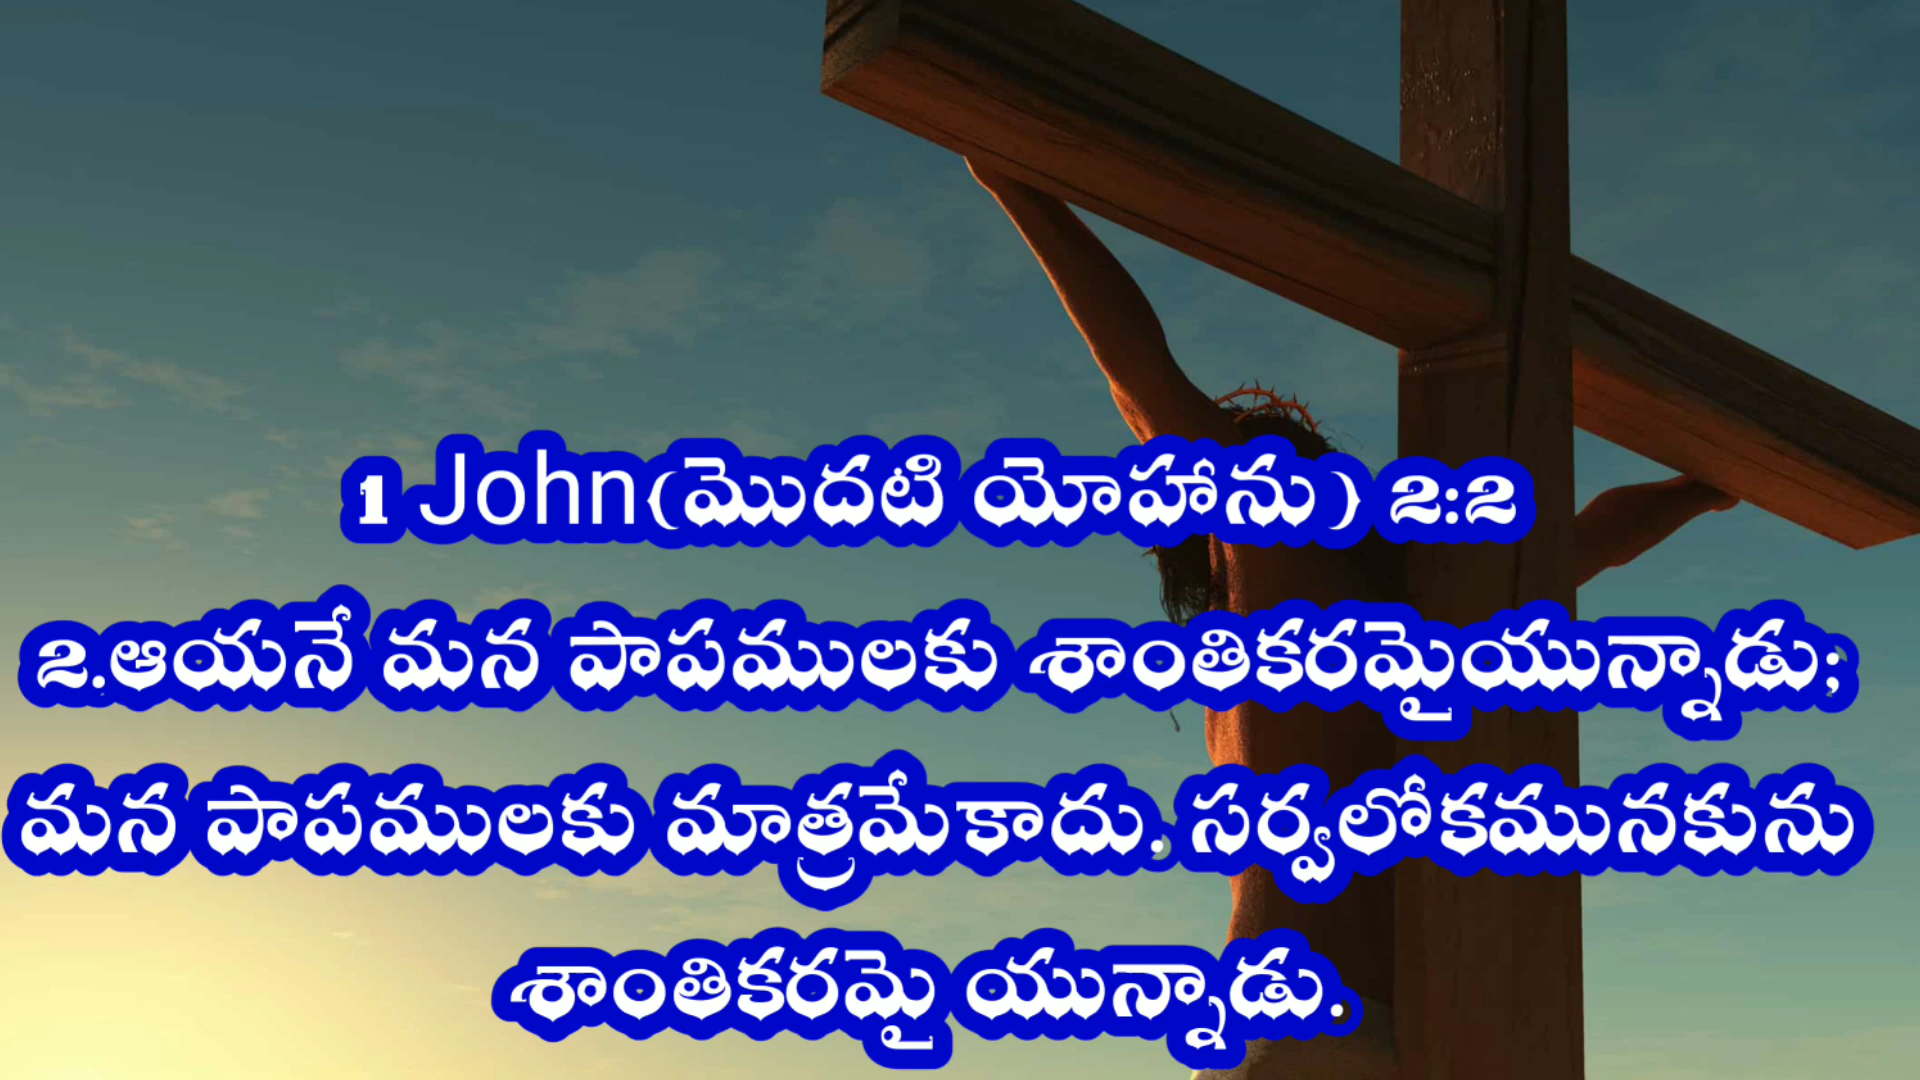 1 John(మొదటి యోహాను) 2:2
2.ఆయనే మన పాపములకు శాంతికరమైయున్నాడు;
మన పాపములకు మాత్రమేకాదు. సర్వలోకమునకును
శాంతికరమై యున్నాడు.